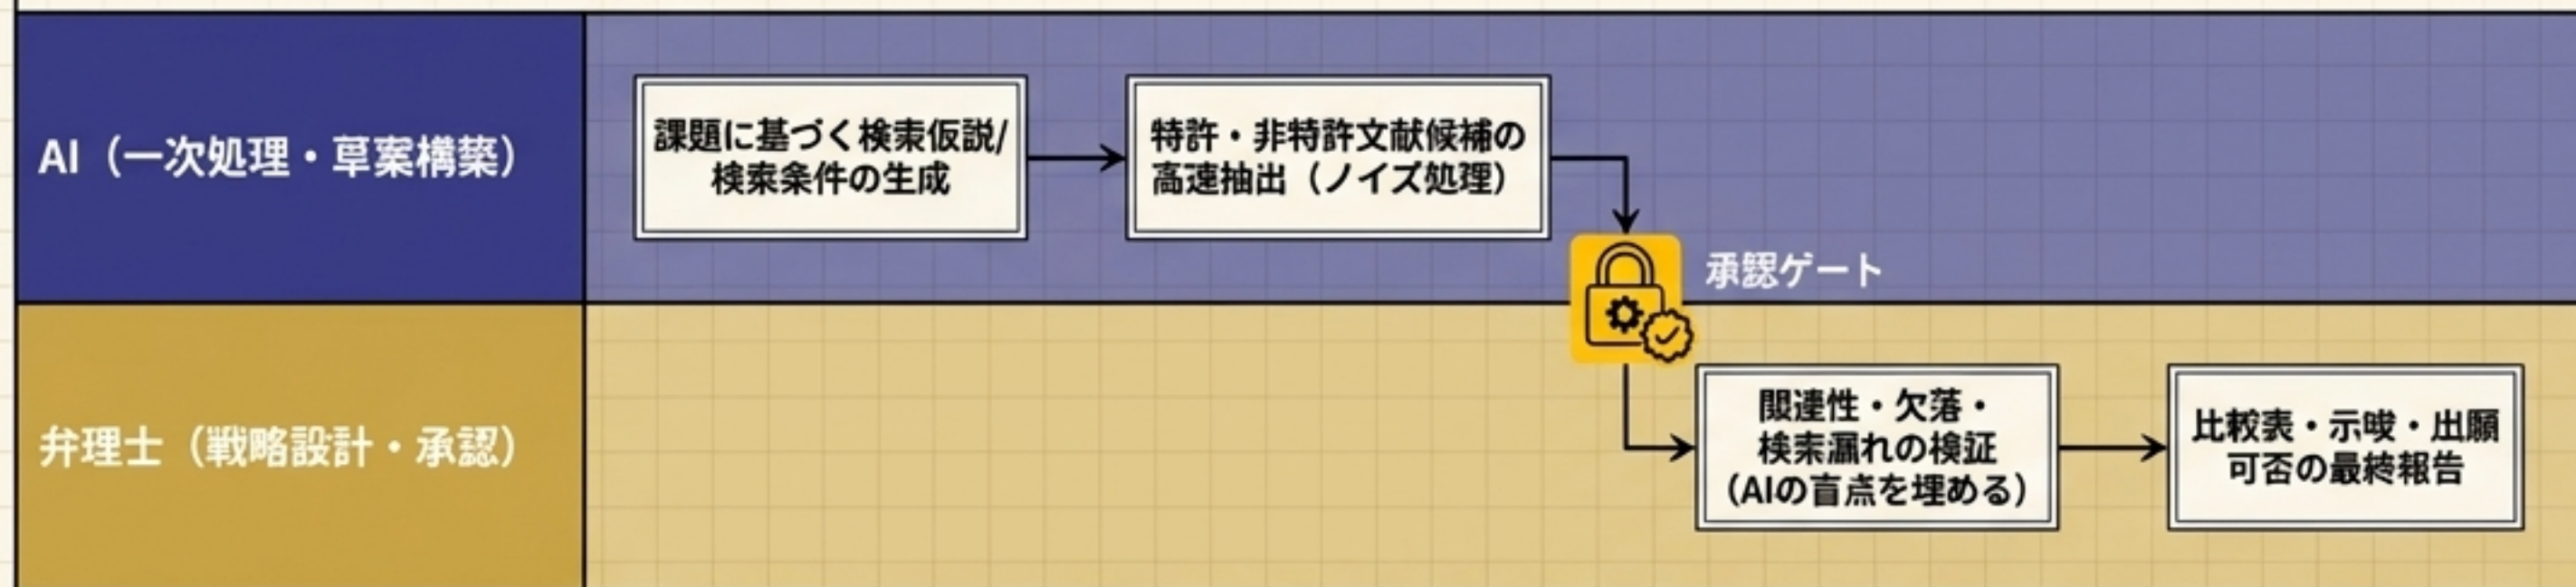 AI（一次処理・草案構築）
課題に基づく検索仮説/
検索条件の生成
特許・非特許文献候補の
高速抽出（ノイズ処理）
承認ゲート
弁理士（戦略設計・承認）
関連性・欠落・
検索漏れの検証
（AIの盲点を埋める）
比較表・示唆・出願
可否の最終報告